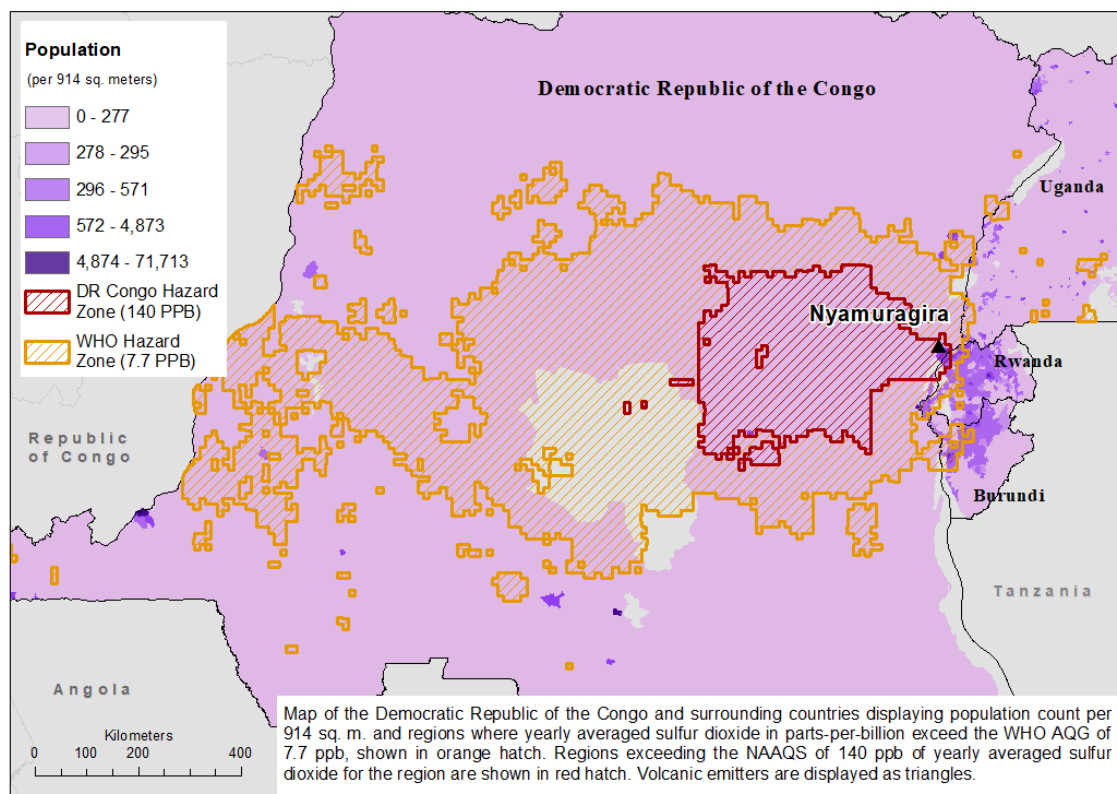 Population
(per 914 sq. meters)
0 - 277
278 - 295
296 - 571
572 - 4,873
4,874 - 71,713
DR Congo Hazard
Zone (140 PPB)
WHO Hazard
Zone (7.7 PPB)
Democratic Republic of the Congo
Uganda
Nyamuragira
Rwanda
Republic
of Congo
Burundi
Tanzania
Angola
Kilometers
0 50 100 200 300 400
Map of the Democratic Republic of the Congo and surrounding countries displaying population count per
914 sq. m. and regions where yearly averaged sulfur dioxide in parts-per-billion exceed the WHO AQG of
7.7 ppb, shown in orange hatch. Regions exceeding the NAAQS of 140 ppb of yearly averaged sulfur
dioxide for the region are shown in red hatch. Volcanic emitters are displayed as triangles.